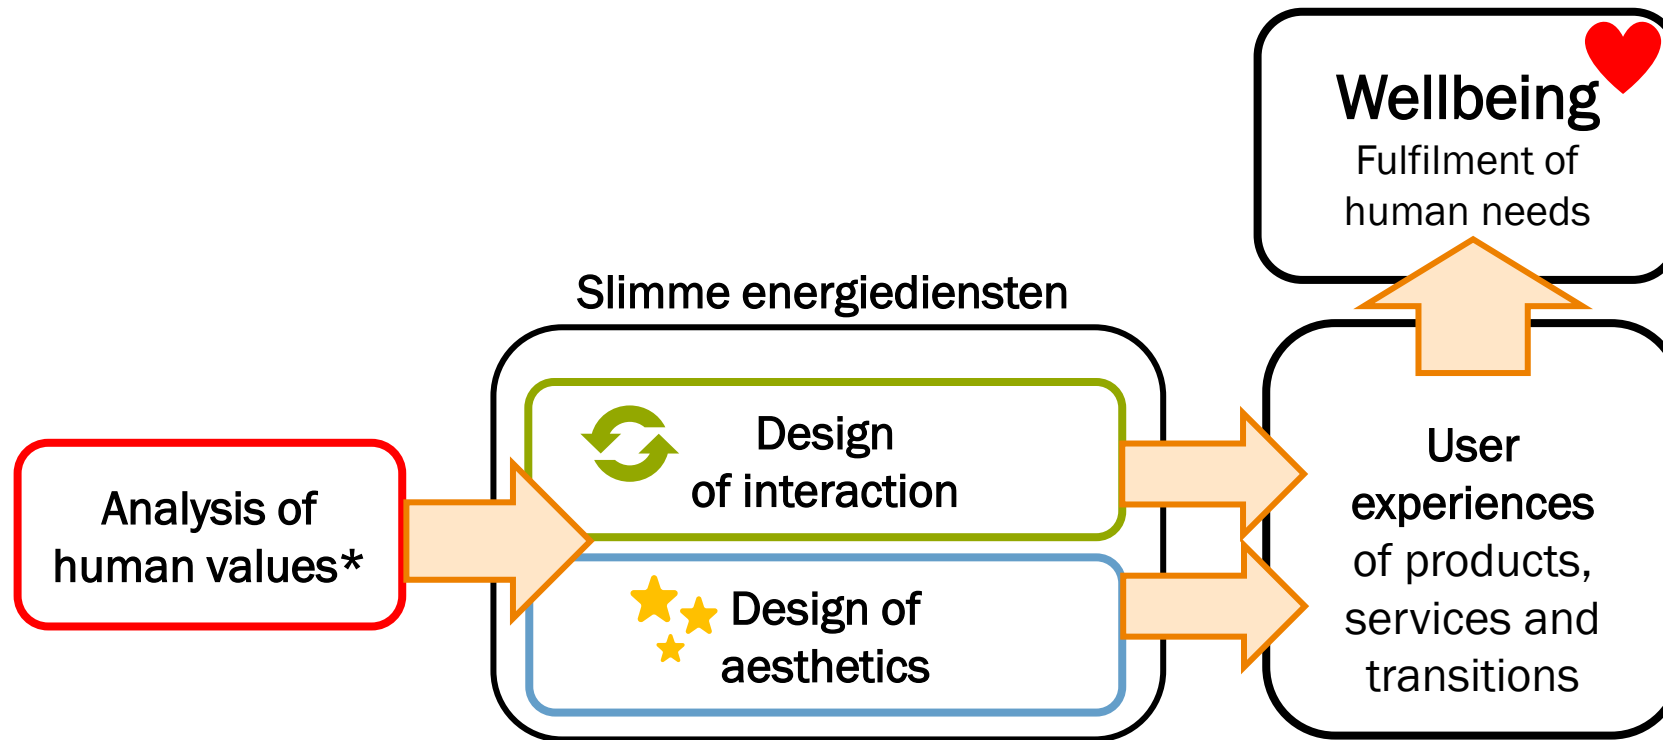 Wellbeing
Fulfilment of
human needs
Slimme energiediensten
Design
of interaction
Analysis of
human values*
Design of
aesthetics
User
experiences
of products,
services and
transitions